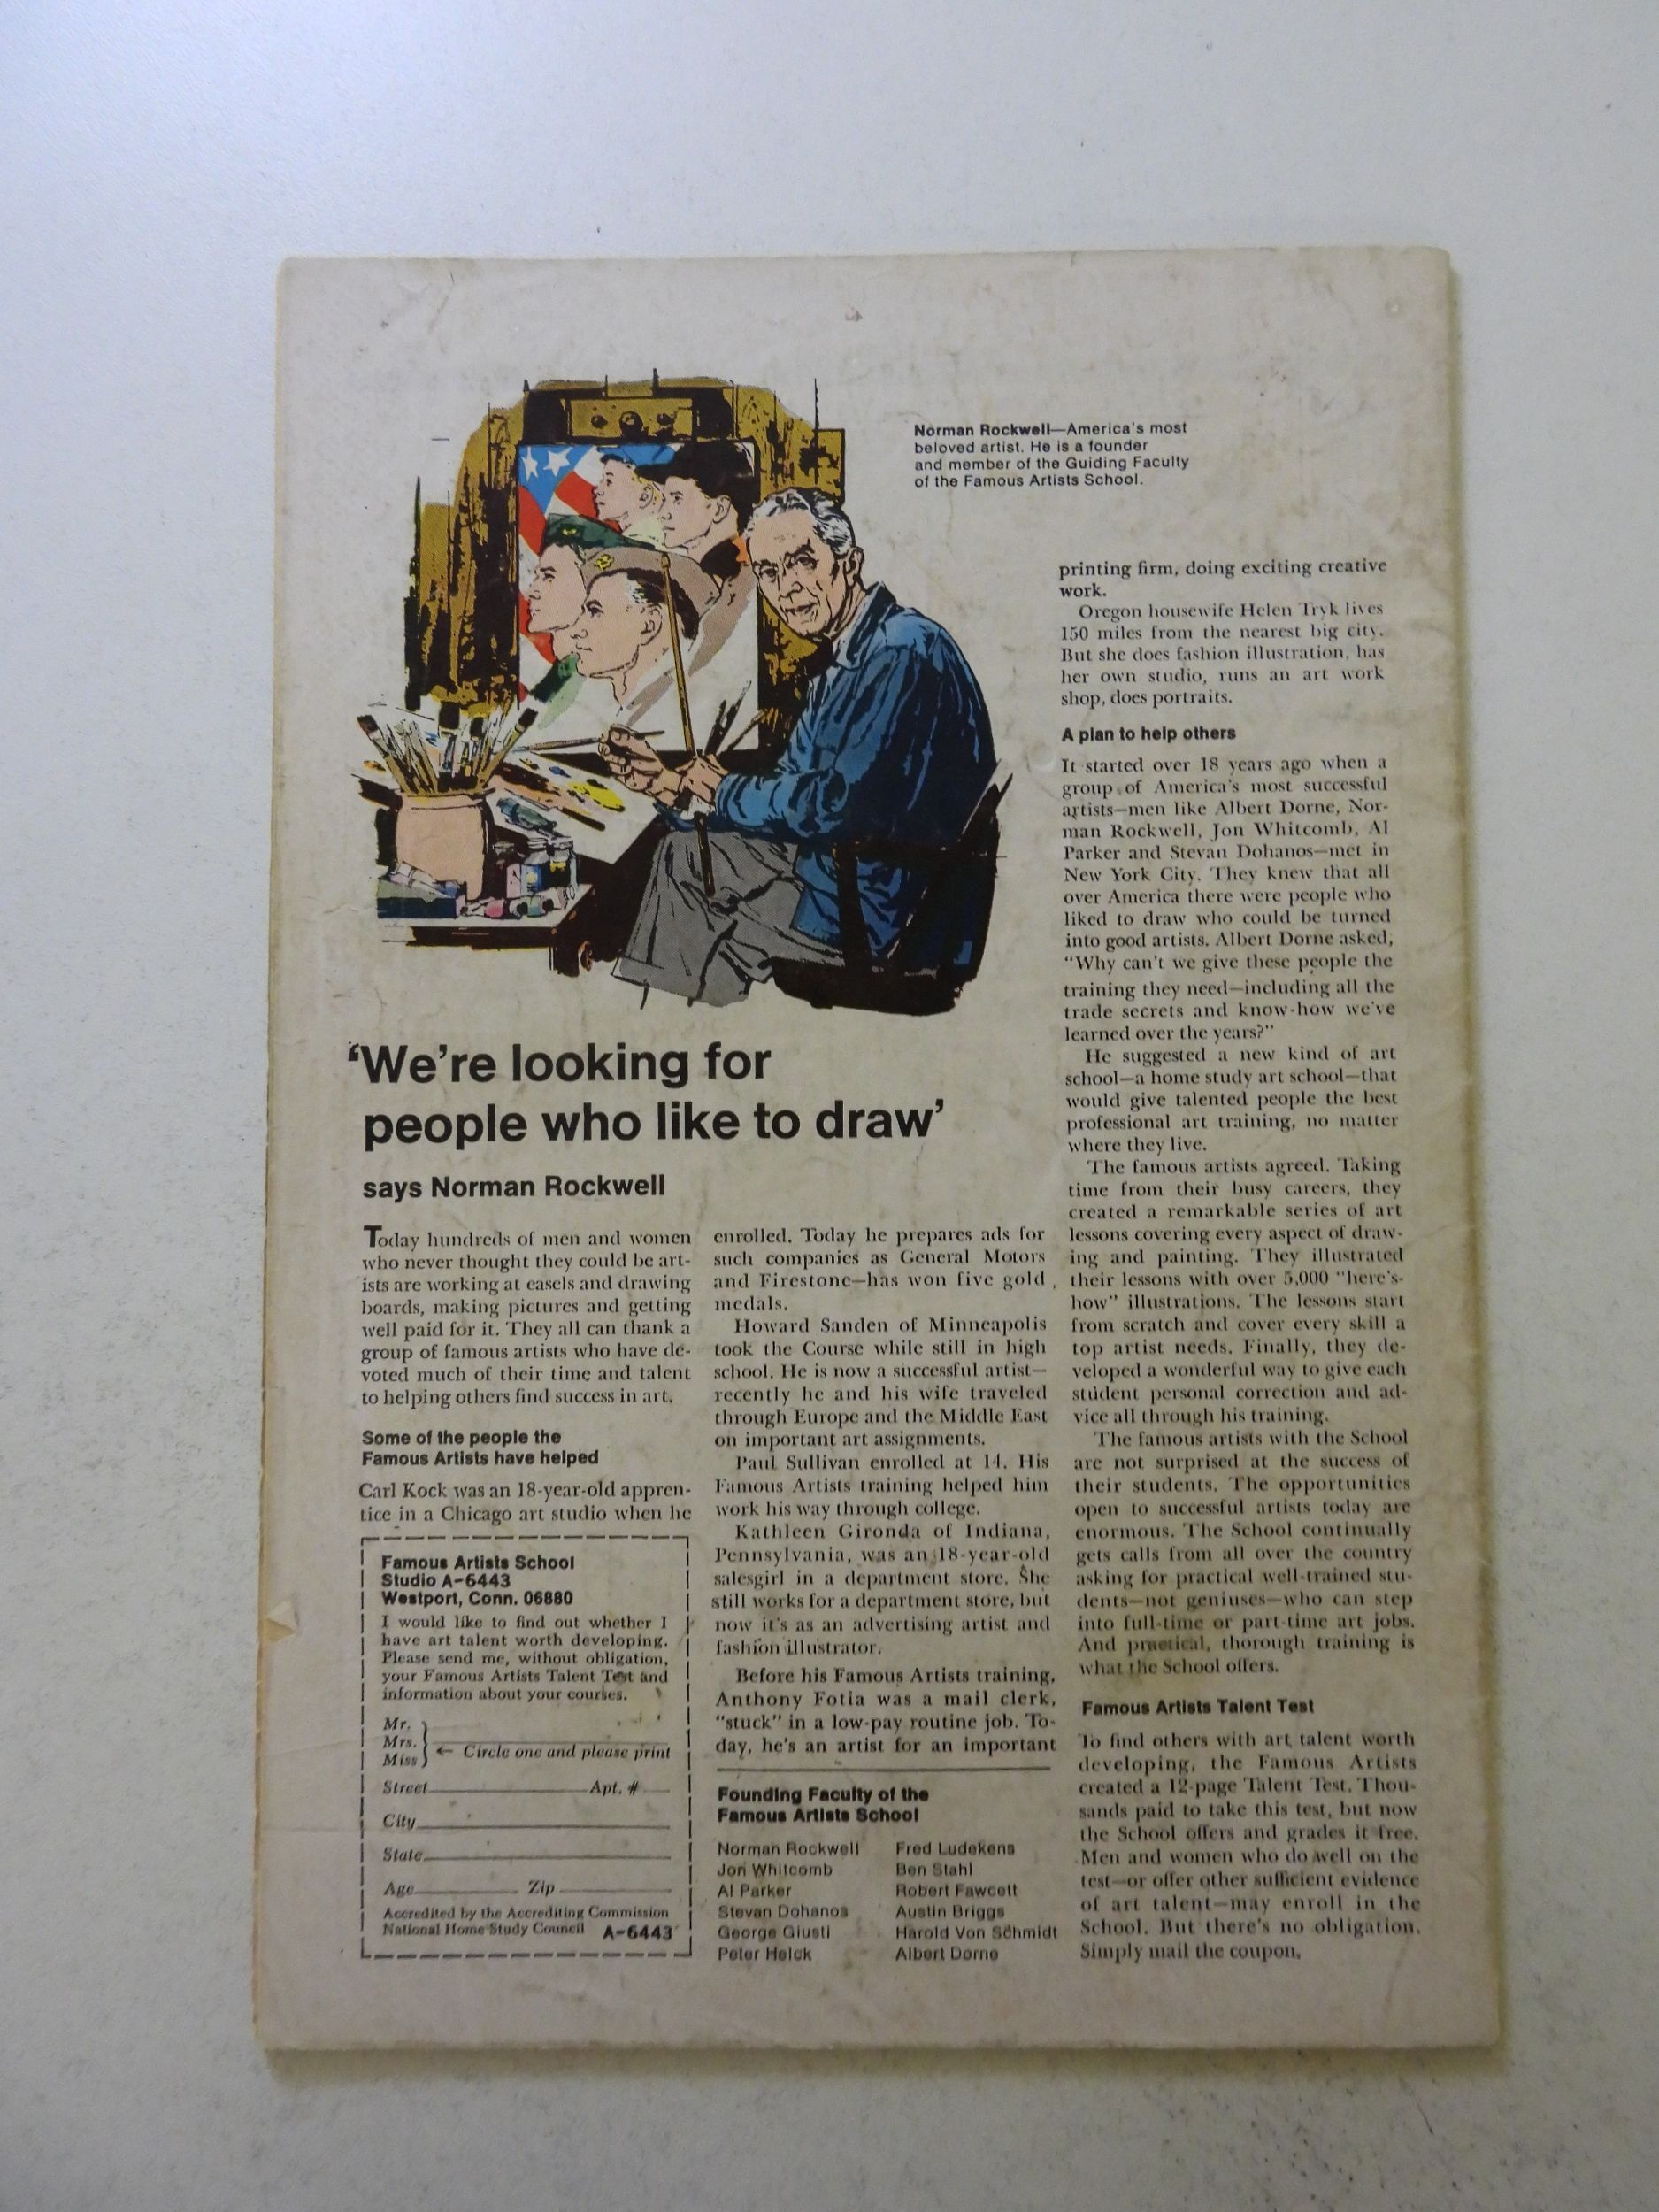 Norman Rockwell—America's most
beloved artist. He is a founder
and member of the Guiding Faculty
of the Famous Artists School.
'We're looking for
people who like to draw'
says Norman Rockwell
Today hundreds of men and women
who never thought they could be art-
ists are working at easels and drawing
boards, making pictures and getting
well paid for it. They all can thank a
group of famous artists who have de-
voted much of their time and talent
to helping others find success in art.
Some of the people the
Famous Artists have helped
Carl Kock was an 18-year-old appren-
tice in a Chicago art studio when he
enrolled. Today he prepares ads for
such companies as General Motors
and Firestone—has won five gold
medals.
Howard Sanden of Minneapolis
took the Course while still in high
school. He is now a successful artist—
recently he and his wife traveled
through Europe and the Middle East
on important art assignments.
Paul Sullivan enrolled at 14. His
Famous Artists training helped him
work his way through college.
Kathleen Gironda of Indiana,
Pennsylvania, was an 18-year-old
salesgirl in a department store. She
still works for a department store, but
now it's as an advertising artist and
fashion illustrator.
Before his Famous Artists training,
Anthony Fotia was a mail clerk,
"stuck" in a low-pay routine job. To-
day, he's an artist for an important
printing firm, doing exciting creative
work.
Oregon housewife Helen Tryk lives
150 miles from the nearest big city.
But she does fashion illustration, has
her own studio, runs an art work
shop, does portraits.
A plan to help others
It started over 18 years ago when a
group of America's most successful
artists—men like Albert Dorne, Nor-
man Rockwell, Jon Whitcomb, Al
Parker and Stevan Dohanos—met in
New York City. They knew that all
over America there were people who
liked to draw who could be turned
into good artists. Albert Dorne asked,
"Why can't we give these people the
training they need—including all the
trade secrets and know-how we've
learned over the years?"
He suggested a new kind of art
school—a home study art school—that
would give talented people the best
professional art training, no matter
where they live.
The famous artists agreed. Taking
time from their busy careers, they
created a remarkable series of art
lessons covering every aspect of draw-
ing and painting. They illustrated
their lessons with over 5,000 "here's-
how" illustrations. The lessons start
from scratch and cover every skill a
top artist needs. Finally, they de-
veloped a wonderful way to give each
student personal correction and ad-
vice all through his training.
The famous artists with the School
are not surprised at the success of
their students. The opportunities
open to successful artists today are
enormous. The School continually
gets calls from all over the country
asking for practical well-trained stu-
dents—not geniuses—who can step
into full-time or part-time art jobs.
And practical, thorough training is
what the School offers.
Famous Artists Talent Test
To find others with art talent worth
developing, the Famous Artists
created a 12-page Talent Test. Thou-
sands paid to take this test, but now
the School offers and grades it free.
Men and women who do well on the
test—or offer other sufficient evidence
of art talent—may enroll in the
School. But there's no obligation.
Simply mail the coupon.
Famous Artists School
Studio A-6443
Westport, Conn. 06880
I would like to find out whether I
have art talent worth developing.
Please send me, without obligation,
your Famous Artists Talent Test and
information about your courses.
Mr.
Mrs.
Miss
← Circle one and please print
Street Apt. #
City
State
Age Zip
Accredited by the Accrediting Commission
National Home Study Council A-6443
Founding Faculty of the
Famous Artists School
Norman Rockwell
Jon Whitcomb
Al Parker
Stevan Dohanos
George Giusti
Peter Helck
Fred Ludekens
Ben Stahl
Robert Fawcett
Austin Briggs
Harold Von Schmidt
Albert Dorne